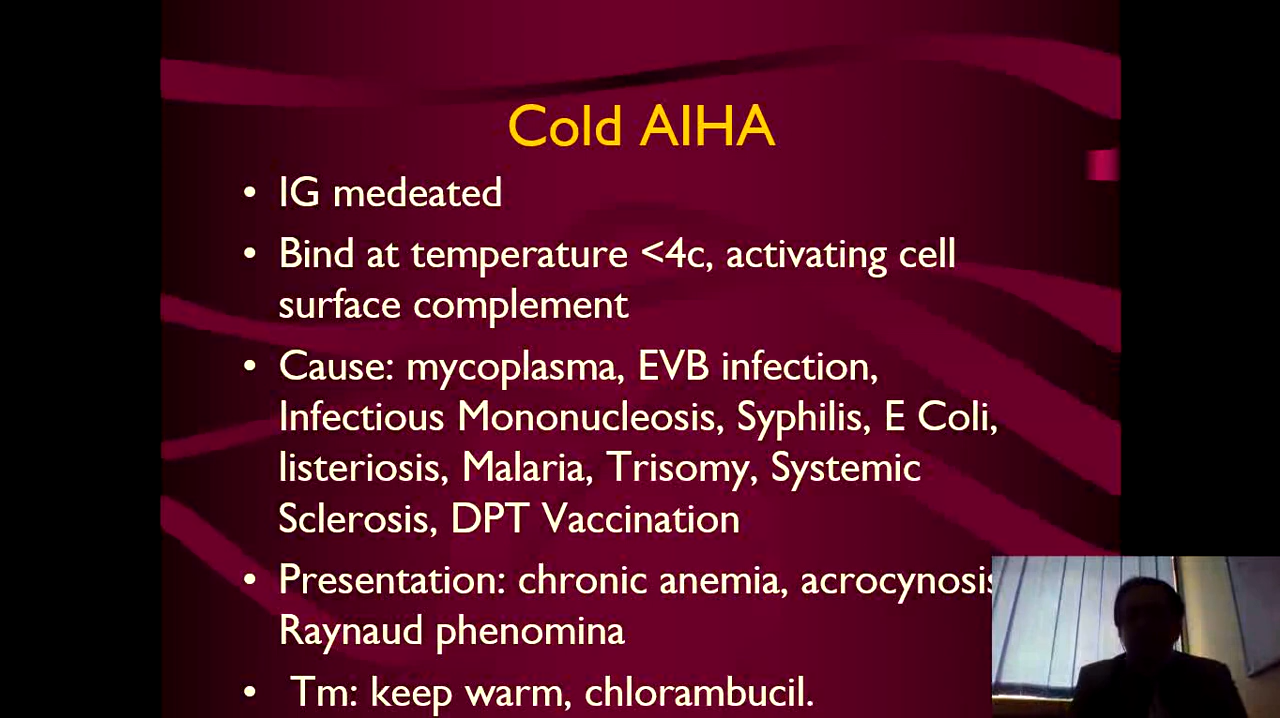 Cold AIHA
• IG medeated
• Bind at temperature <4c, activating cell
surface complement
• Cause: mycoplasma, EVB infection,
Infectious Mononucleosis, Syphilis, E Coli,
listeriosis, Malaria, Trisomy, Systemic
Sclerosis, DPT Vaccination
• Presentation: chronic anemia, acrocynosis
Raynaud phenomina
• Tm: keep warm, chlorambucil.